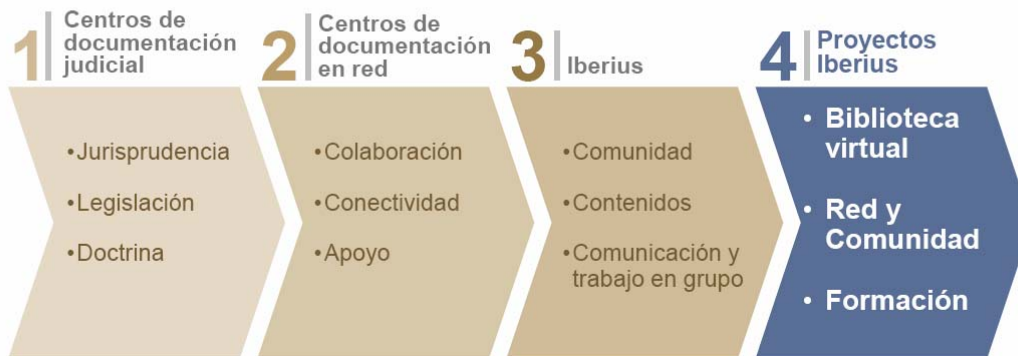 1
Centros de
documentación
judicial
•Jurisprudencia
•Legislación
•Doctrina
2
Centros de
documentación
en red
•Colaboración
•Conectividad
•Apoyo
3
Iberius
•Comunidad
•Contenidos
•Comunicación y
trabajo en grupo
4
Proyectos
Iberius
• Biblioteca
virtual
• Red y
Comunidad
• Formación